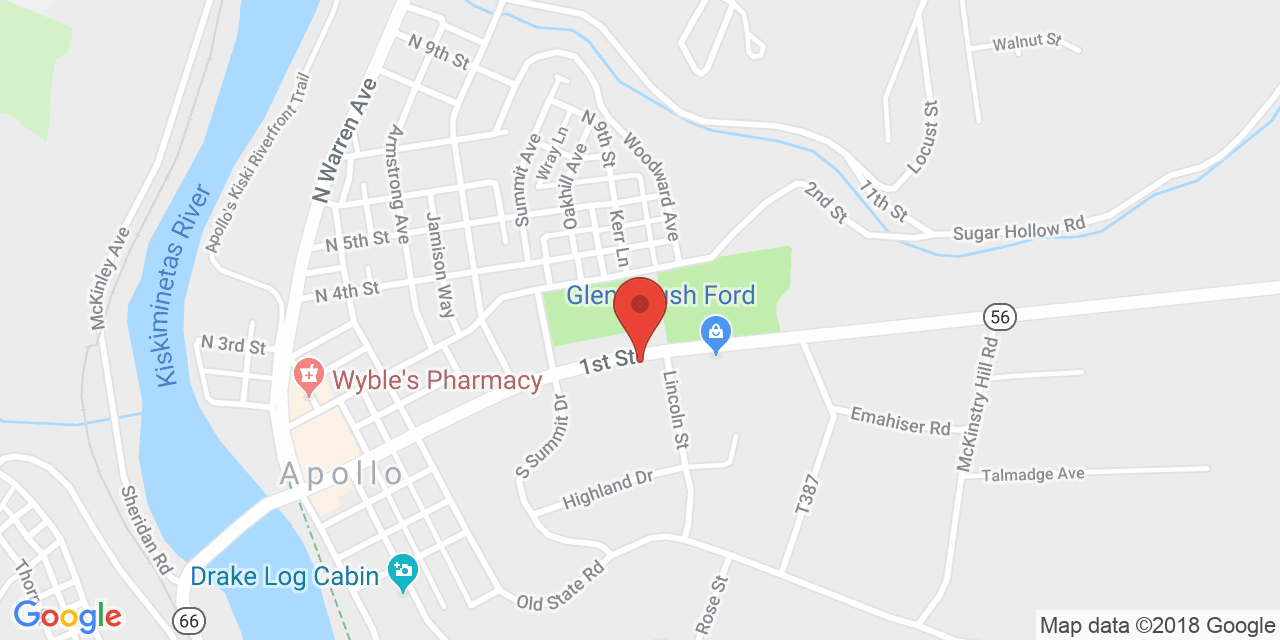 N 9th St
Walnut St
N Warren Ave
Apollo's Kiski Riverfront Trail
Armstrong Ave
Summit Ave
Wray Ln
Oakhill Ave
N 9th St
Woodward Ave
Locust St
11th St
2nd St
Sugar Hollow Rd
McKinley Ave
Kiskiminetas River
Jamison Way
N 5th St
Kerr Ln
N 4th St
N 3rd St
Ford
56
Wyble's Pharmacy
1st St
Lincoln St
S Summit Dr
Emahiser Rd
McKinstry Hill Rd
Apollo
Highland Dr
T387
Talmadge Ave
Sheridan Rd
Drake Log Cabin
Old State Rd
Rose St
66
Google
Map data ©2018 Google